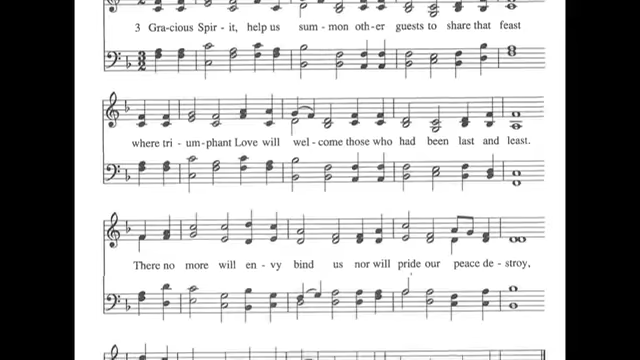 3 Gra-cious Spir - it, help us sum - mon oth-er guests to share that feast
where tri - um-phant Love will wel - come those who had been last and least.
There no more will en - vy bind us nor will pride our peace de - stroy,